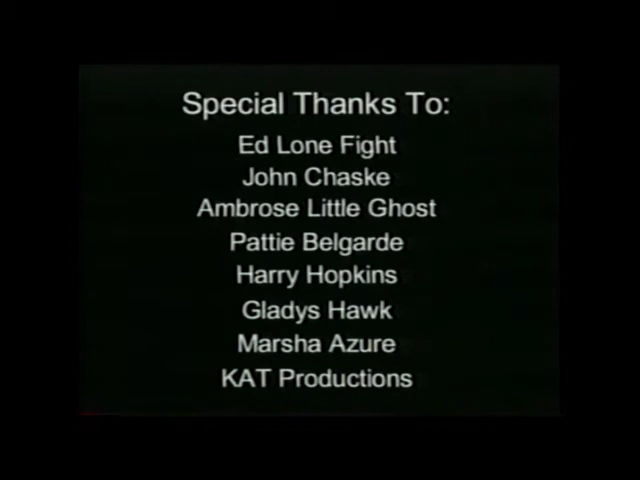 Special Thanks To:
Ed Lone Fight
John Chaske
Ambrose Little Ghost
Pattie Belgarde
Harry Hopkins
Gladys Hawk
Marsha Azure
KAT Productions